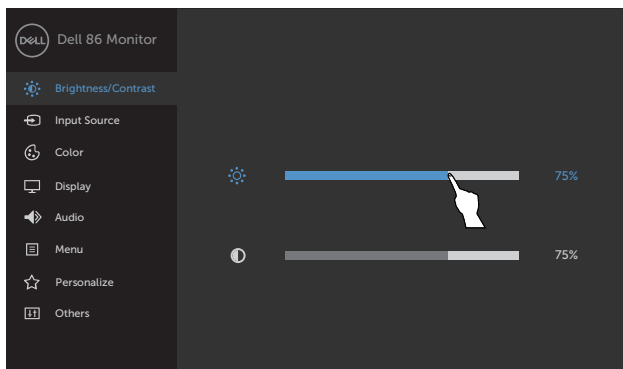 DELL
Dell 86 Monitor
Brightness/Contrast
Input Source
Color
Display
Audio
Menu
Personalize
Others
75%
75%